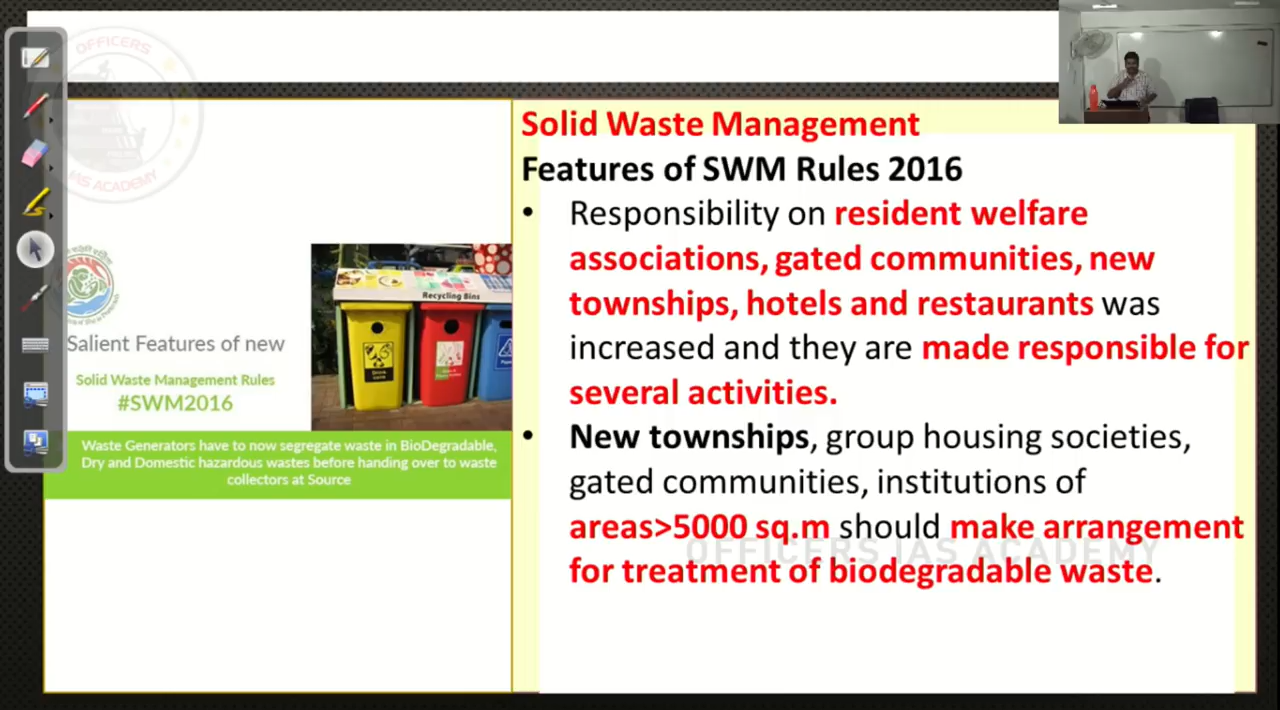 OFFICERS
IAS ACADEMY
Solid Waste Management
Features of SWM Rules 2016
• Responsibility on resident welfare
associations, gated communities, new
townships, hotels and restaurants was
increased and they are made responsible for
several activities.
• New townships, group housing societies,
gated communities, institutions of
areas>5000 sq.m should make arrangement
for treatment of biodegradable waste.
OFFICERS IAS ACADEMY
Recycling Bins
Salient Features of new
Solid Waste Management Rules
#SWM2016
Waste Generators have to now segregate waste in BioDegradable,
Dry and Domestic hazardous wastes before handing over to waste
collectors at Source